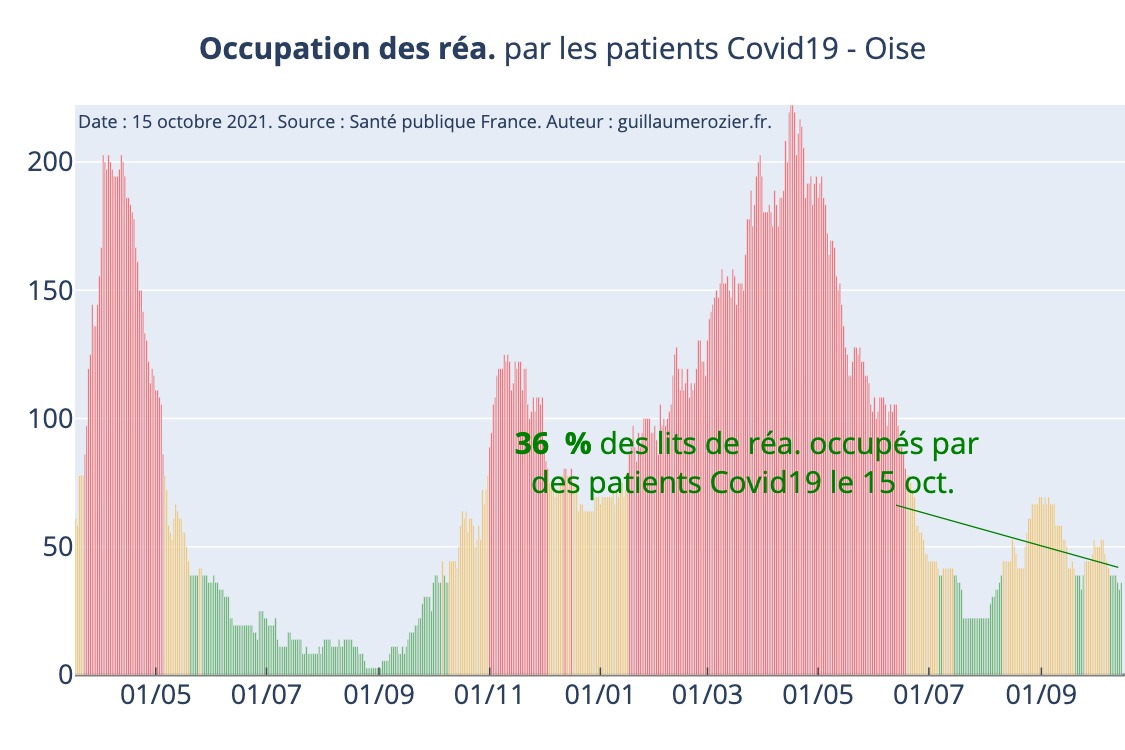 Occupation des réa. par les patients Covid19 - Oise
Date : 15 octobre 2021. Source : Santé publique France. Auteur : guillaumerozier.fr.
200
150
100
50
0
36 % des lits de réa. occupés par
des patients Covid19 le 15 oct.
01/05 01/07 01/09 01/11 01/01 01/03 01/05 01/07 01/09